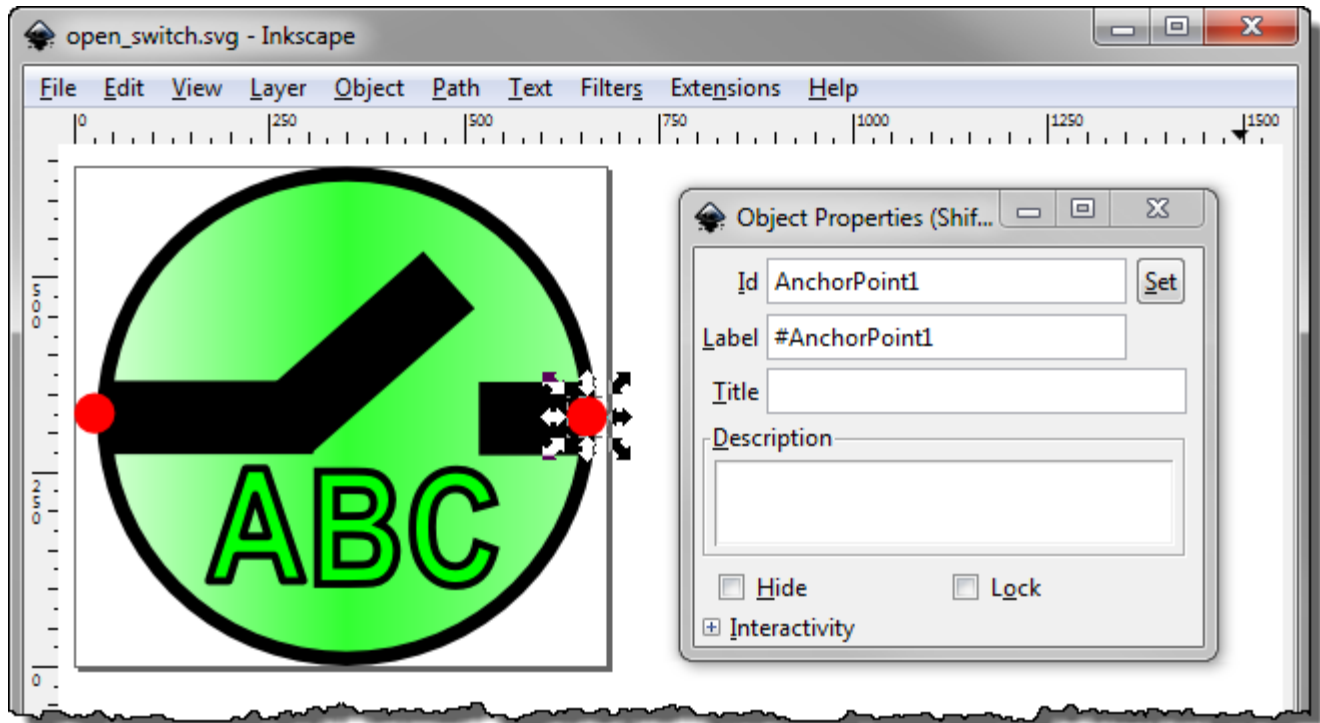 open_switch.svg - Inkscape
File Edit View Layer Object Path Text Filters Extensions Help
0 250 500 750 1000 1250 1500
Object Properties (Shif...
Id AnchorPoint1 Set
Label #AnchorPoint1
Title
Description
Hide Lock
Interactivity
500
250
0
ABC